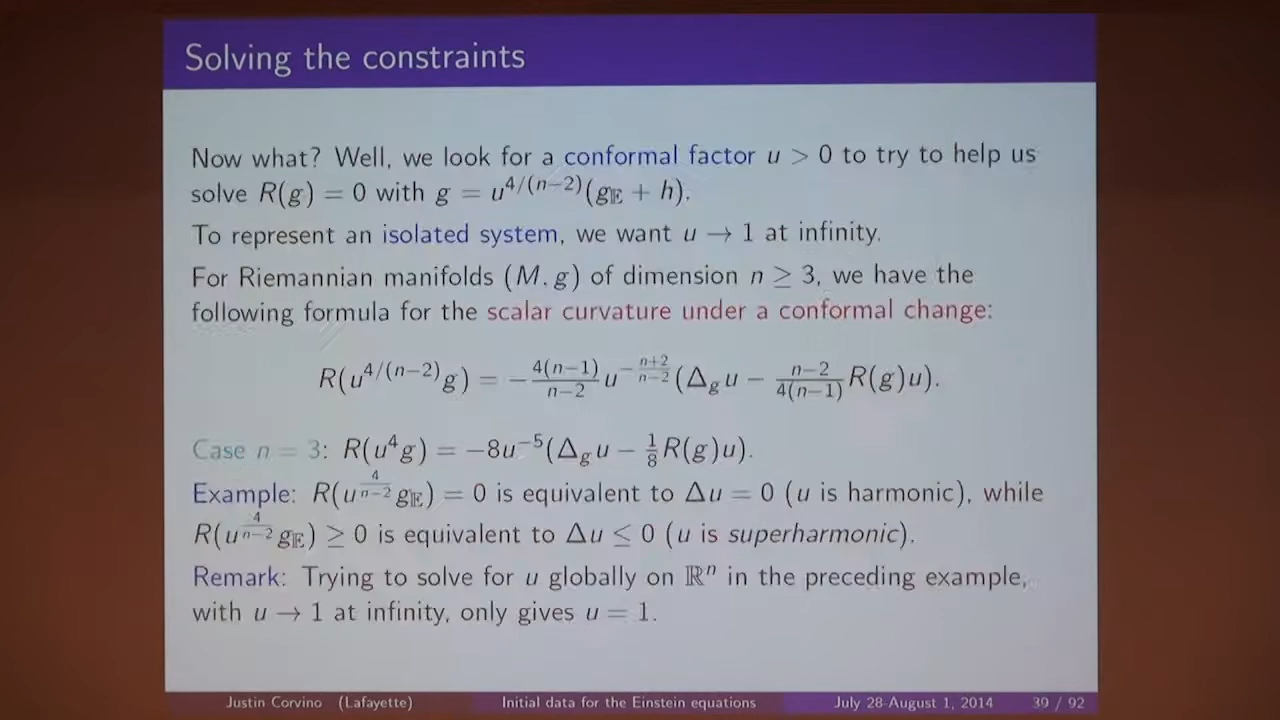 Solving the constraints
Now what? Well, we look for a conformal factor u > 0 to try to help us
solve R(g) = 0 with g = u^{4/(n−2)}(g_𝔼 + h).
To represent an isolated system, we want u → 1 at infinity.
For Riemannian manifolds (M, g) of dimension n ≥ 3, we have the
following formula for the scalar curvature under a conformal change:
R(u^{4/(n−2)}g) = −\frac{4(n−1)}{n−2} u^{−\frac{n+2}{n−2}}(Δ_g u − \frac{n−2}{4(n−1)} R(g)u).
Case n = 3: R(u^4 g) = −8u^{−5}(Δ_g u − \frac{1}{8}R(g)u).
Example: R(u^{\frac{4}{n−2}} g_𝔼) = 0 is equivalent to Δu = 0 (u is harmonic), while
R(u^{\frac{4}{n−2}} g_𝔼) ≥ 0 is equivalent to Δu ≤ 0 (u is superharmonic).
Remark: Trying to solve for u globally on ℝ^n in the preceding example,
with u → 1 at infinity, only gives u = 1.
Justin Corvino (Lafayette) Initial data for the Einstein equations July 28-August 1, 2014 39 / 92